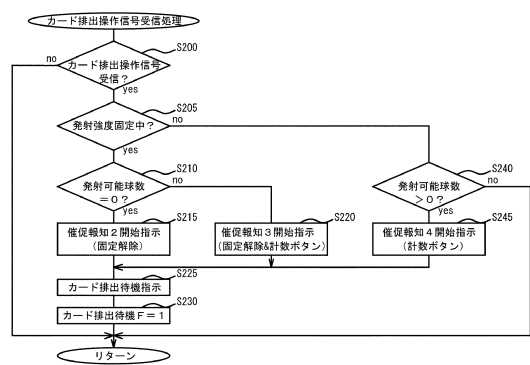 カード排出操作信号受信処理
S200
no
カード排出操作信号
受信?
yes
S205
発射強度固定中?
no
yes
S210
発射可能球数
=0?
no
yes
S240
発射可能球数
>0?
no
yes
S215
催促報知2開始指示
(固定解除)
S220
催促報知3開始指示
(固定解除&計数ボタン)
S245
催促報知4開始指示
(計数ボタン)
S225
カード排出待機指示
S230
カード排出待機F=1
リターン